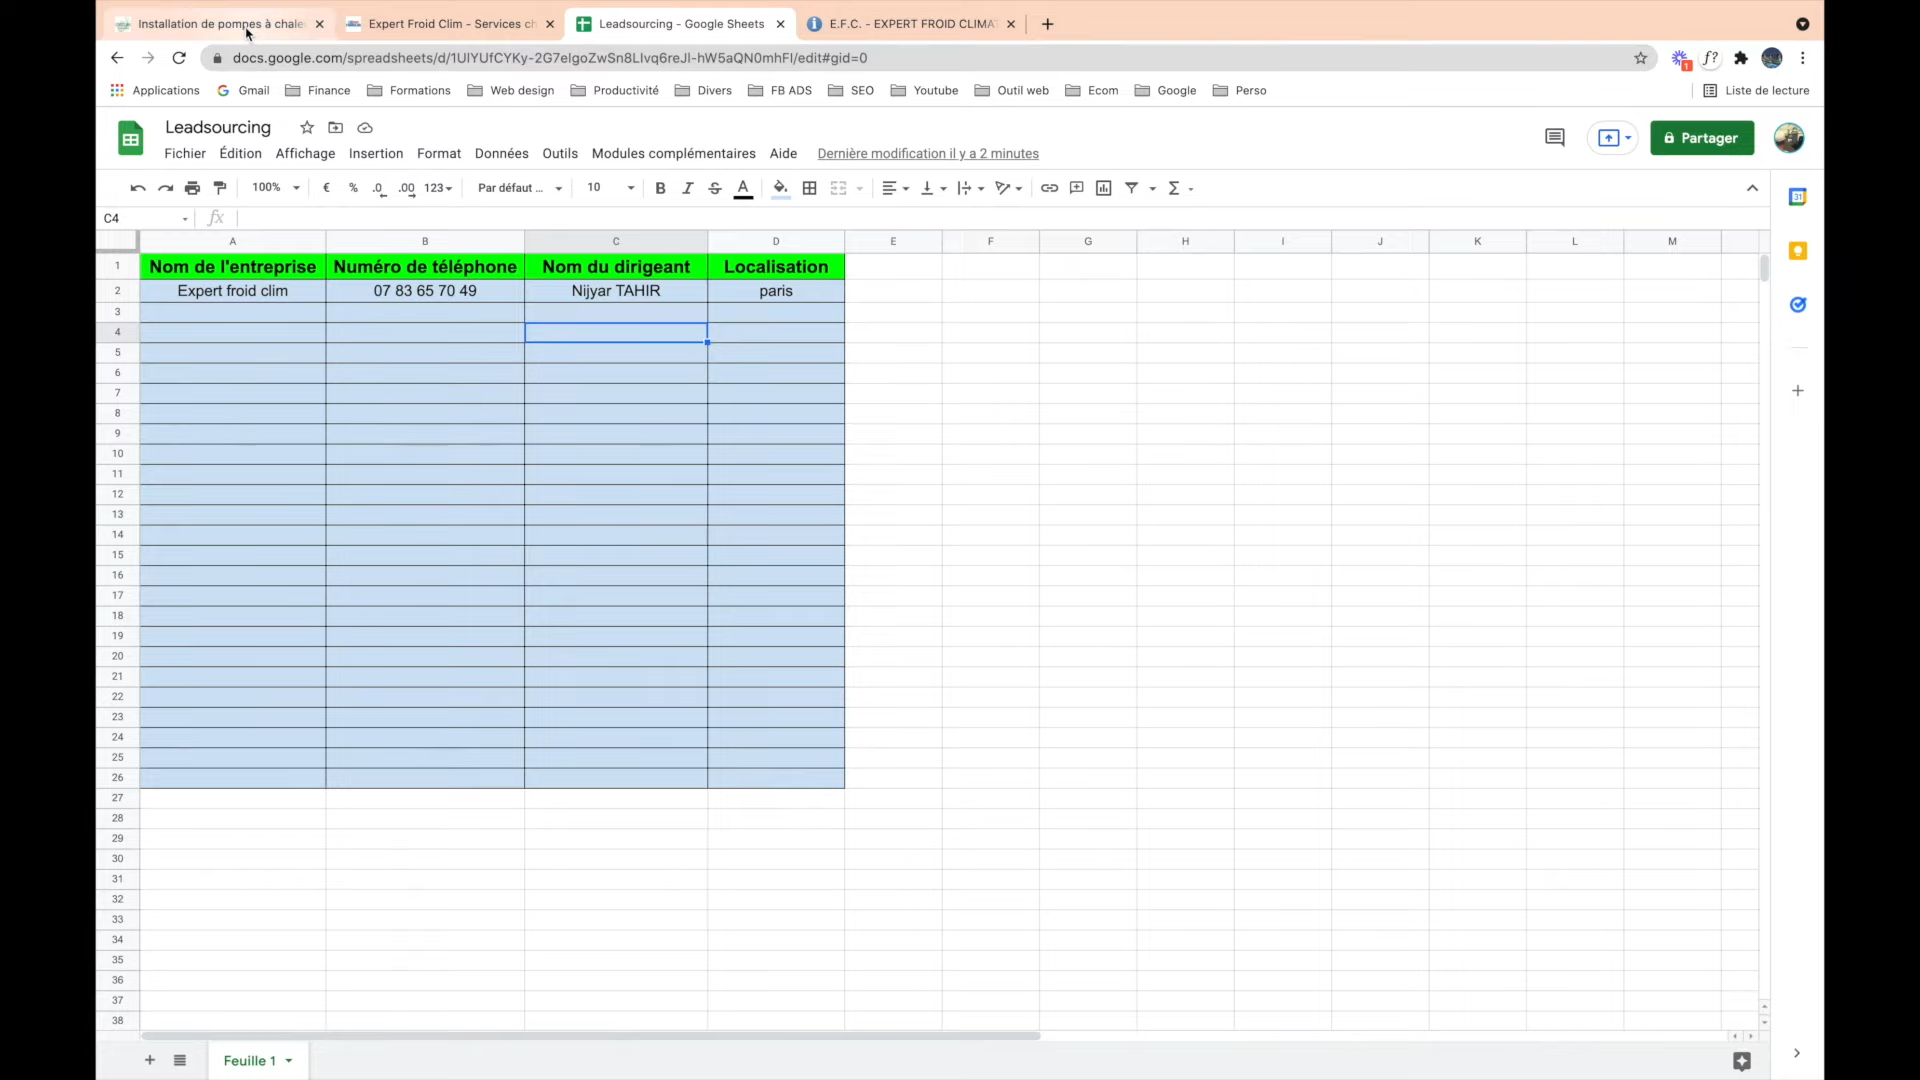 Installation de pompes à chale
Expert Froid Clim - Services ch
Leadsourcing - Google Sheets
E.F.C. - EXPERT FROID CLIMAT
docs.google.com/spreadsheets/d/1UIYUfCYKy-2G7eIgoZwSn8LIvq6reJl-hW5aQN0mhFI/edit#gid=0
1
f?
Applications
Gmail
Finance
Formations
Web design
Productivité
Divers
FB ADS
SEO
Youtube
Outil web
Ecom
Google
Perso
Liste de lecture
Leadsourcing
Fichier Édition Affichage Insertion Format Données Outils Modules complémentaires Aide Dernière modification il y a 2 minutes
Partager
100% € % .0 .00 123 Par défaut ... 10 B I S A Σ
31
C4
fx
A B C D E F G H I J K L M
1 Nom de l'entreprise Numéro de téléphone Nom du dirigeant Localisation
2 Expert froid clim 07 83 65 70 49 Nijyar TAHIR paris
3
4
5
6
7
8
9
10
11
12
13
14
15
16
17
18
19
20
21
22
23
24
25
26
27
28
29
30
31
32
33
34
35
36
37
38
Feuille 1